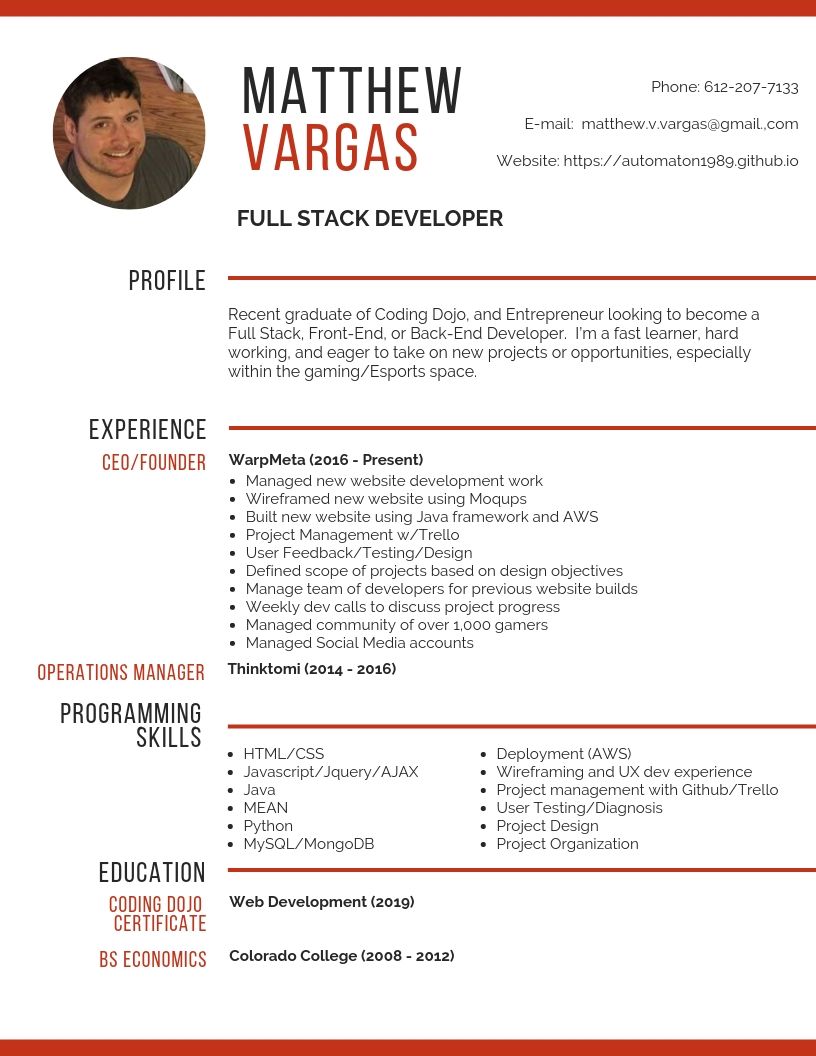 MATTHEW
VARGAS
Phone: 612-207-7133
E-mail:  matthew.v.vargas@gmail.,com
Website: https://automaton1989.github.io
FULL STACK DEVELOPER
PROFILE
Recent graduate of Coding Dojo, and Entrepreneur looking to become a
Full Stack, Front-End, or Back-End Developer.  I'm a fast learner, hard
working, and eager to take on new projects or opportunities, especially
within the gaming/Esports space.
EXPERIENCE
CEO/FOUNDER
WarpMeta (2016 - Present)
• Managed new website development work
• Wireframed new website using Moqups
• Built new website using Java framework and AWS
• Project Management w/Trello
• User Feedback/Testing/Design
• Defined scope of projects based on design objectives
• Manage team of developers for previous website builds
• Weekly dev calls to discuss project progress
• Managed community of over 1,000 gamers
• Managed Social Media accounts
OPERATIONS MANAGER
Thinktomi (2014 - 2016)
PROGRAMMING
SKILLS
• HTML/CSS
• Javascript/Jquery/AJAX
• Java
• MEAN
• Python
• MySQL/MongoDB
• Deployment (AWS)
• Wireframing and UX dev experience
• Project management with Github/Trello
• User Testing/Diagnosis
• Project Design
• Project Organization
EDUCATION
CODING DOJO
CERTIFICATE
Web Development (2019)
BS ECONOMICS
Colorado College (2008 - 2012)